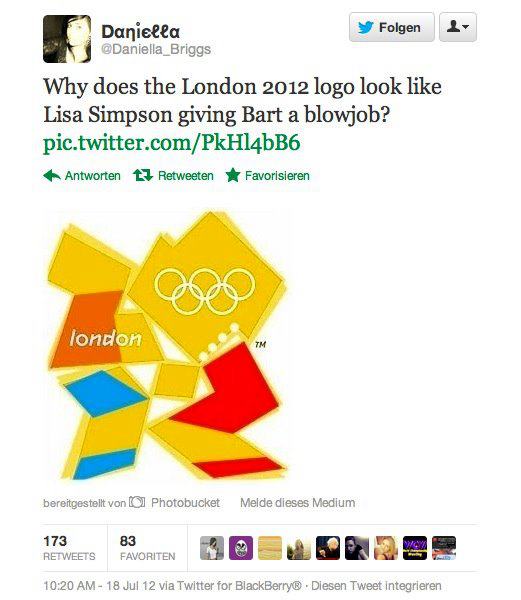 Daηiєℓℓα
@Daniella_Briggs
Folgen
Why does the London 2012 logo look like
Lisa Simpson giving Bart a blowjob?
pic.twitter.com/PkHl4bB6
Antworten Retweeten Favorisieren
london
TM
bereitgestellt von Photobucket Melde dieses Medium
173 83
RETWEETS FAVORITEN
10:20 AM - 18 Jul 12 via Twitter for BlackBerry® · Diesen Tweet integrieren